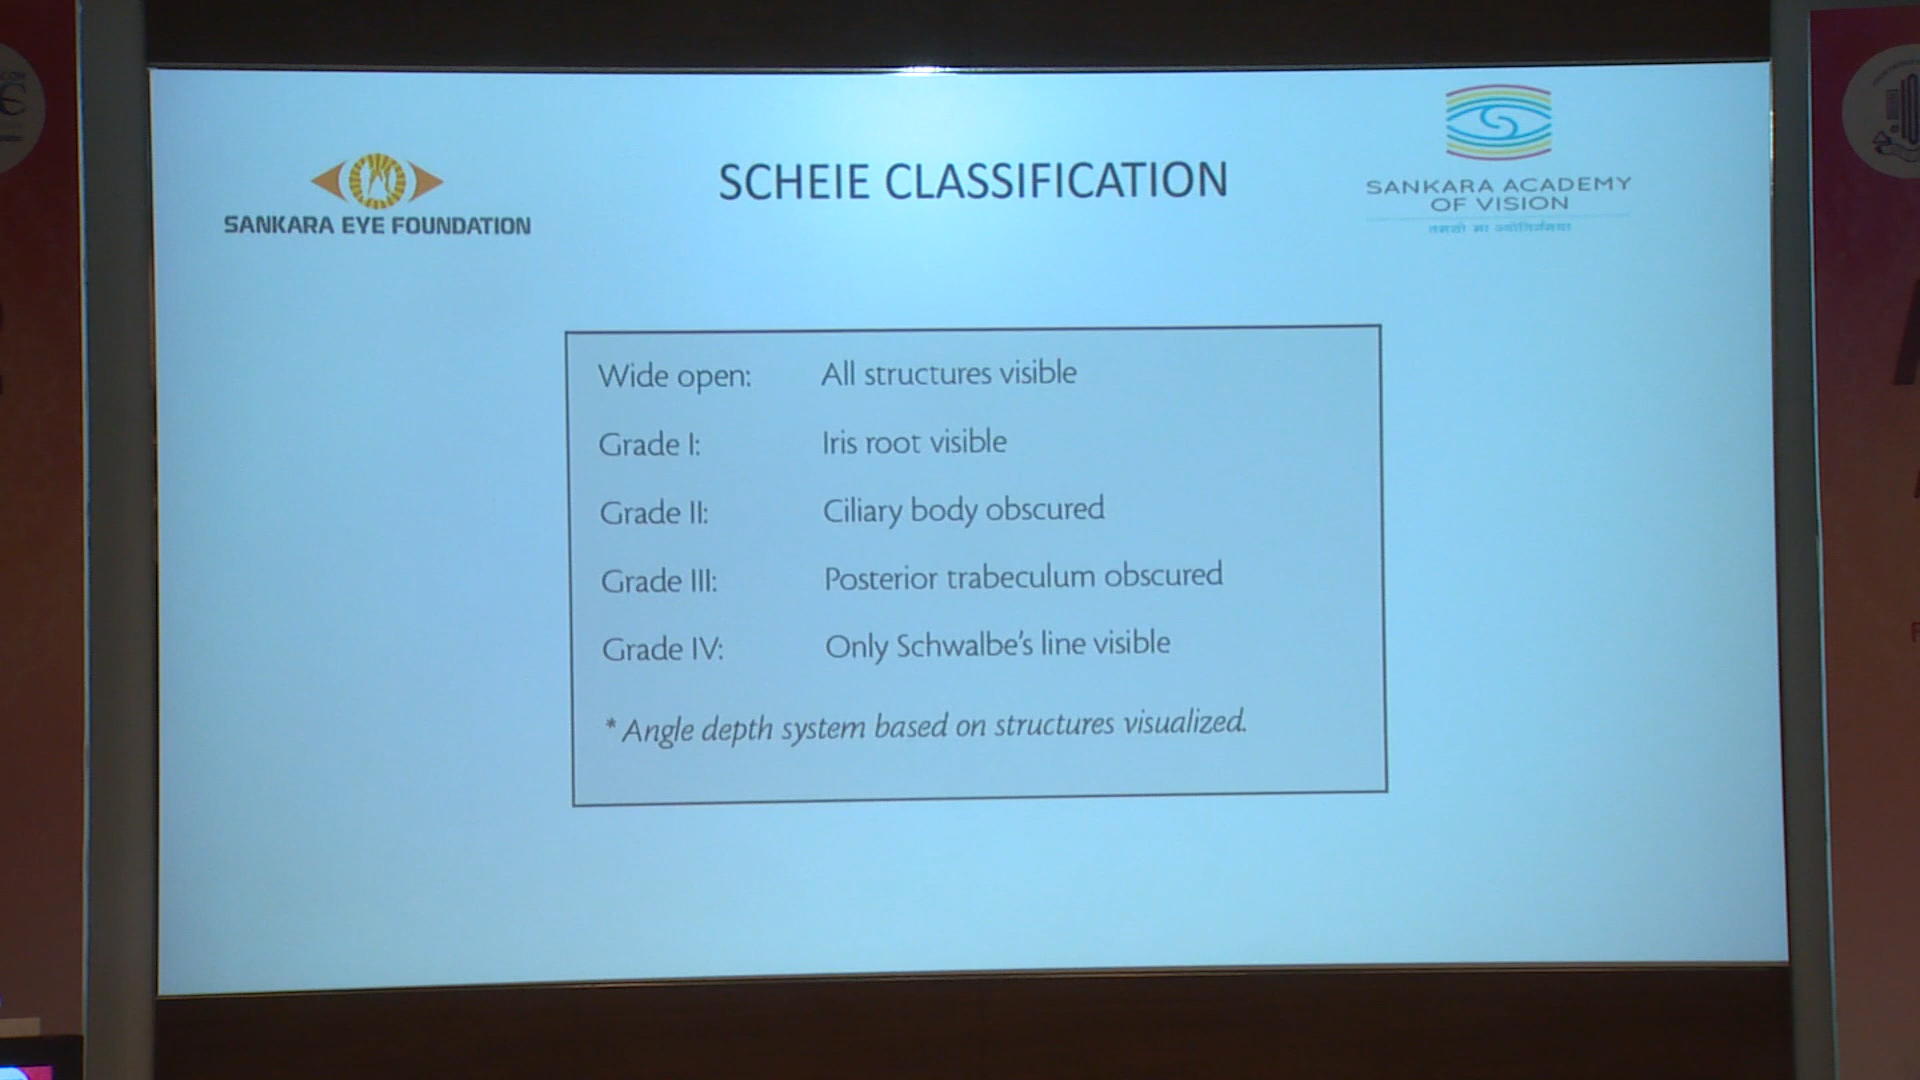 SCHEIE CLASSIFICATION
SANKARA EYE FOUNDATION
SANKARA ACADEMY
OF VISION
Wide open: All structures visible
Grade I: Iris root visible
Grade II: Ciliary body obscured
Grade III: Posterior trabeculum obscured
Grade IV: Only Schwalbe's line visible
* Angle depth system based on structures visualized.